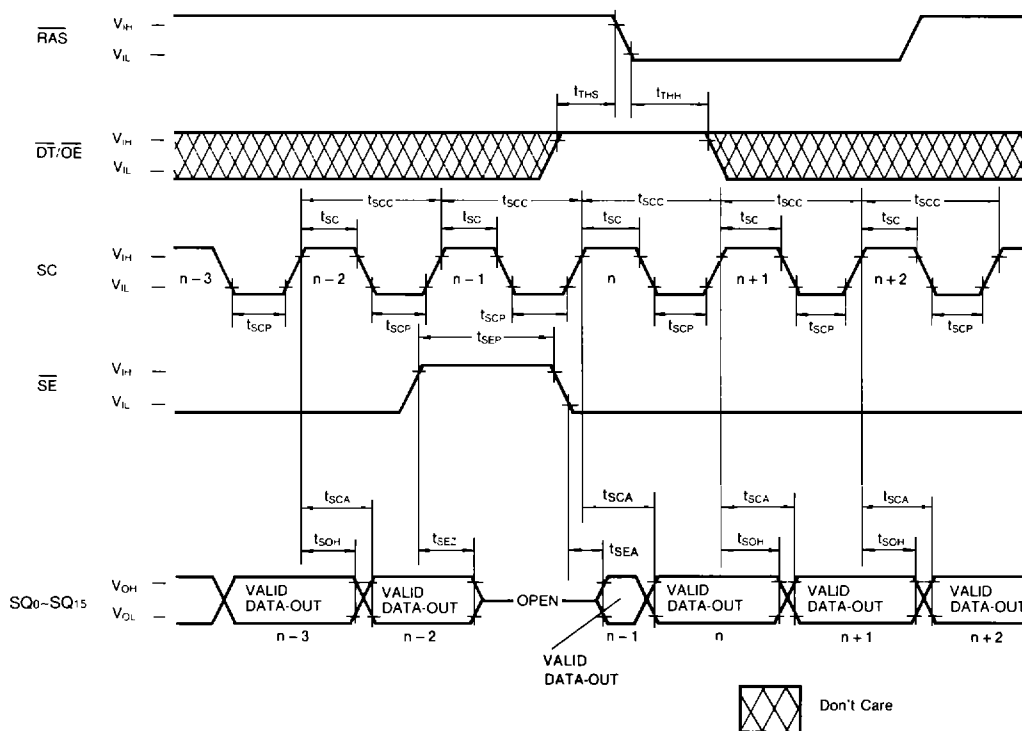 RAS
VIH
VIL
tTHS
tTHH
DT/OE
VIH
VIL
tSCC
tSCC
tSCC
tSCC
tSCC
tSC
tSC
tSC
tSC
tSC
SC
VIH
VIL
n-3
n-2
n-1
n
n+1
n+2
tSCP
tSCP
tSCP
tSCP
tSCP
tSCP
tSEP
SE
VIH
VIL
tSCA
tSCA
tSCA
tSCA
tSOH
tSEZ
tSEA
tSOH
tSOH
SQ0~SQ15
VOH
VOL
VALID DATA-OUT
VALID DATA-OUT
OPEN
VALID DATA-OUT
VALID DATA-OUT
VALID DATA-OUT
n-3
n-2
n-1
n
n+1
n+2
VALID
DATA-OUT
Don't Care